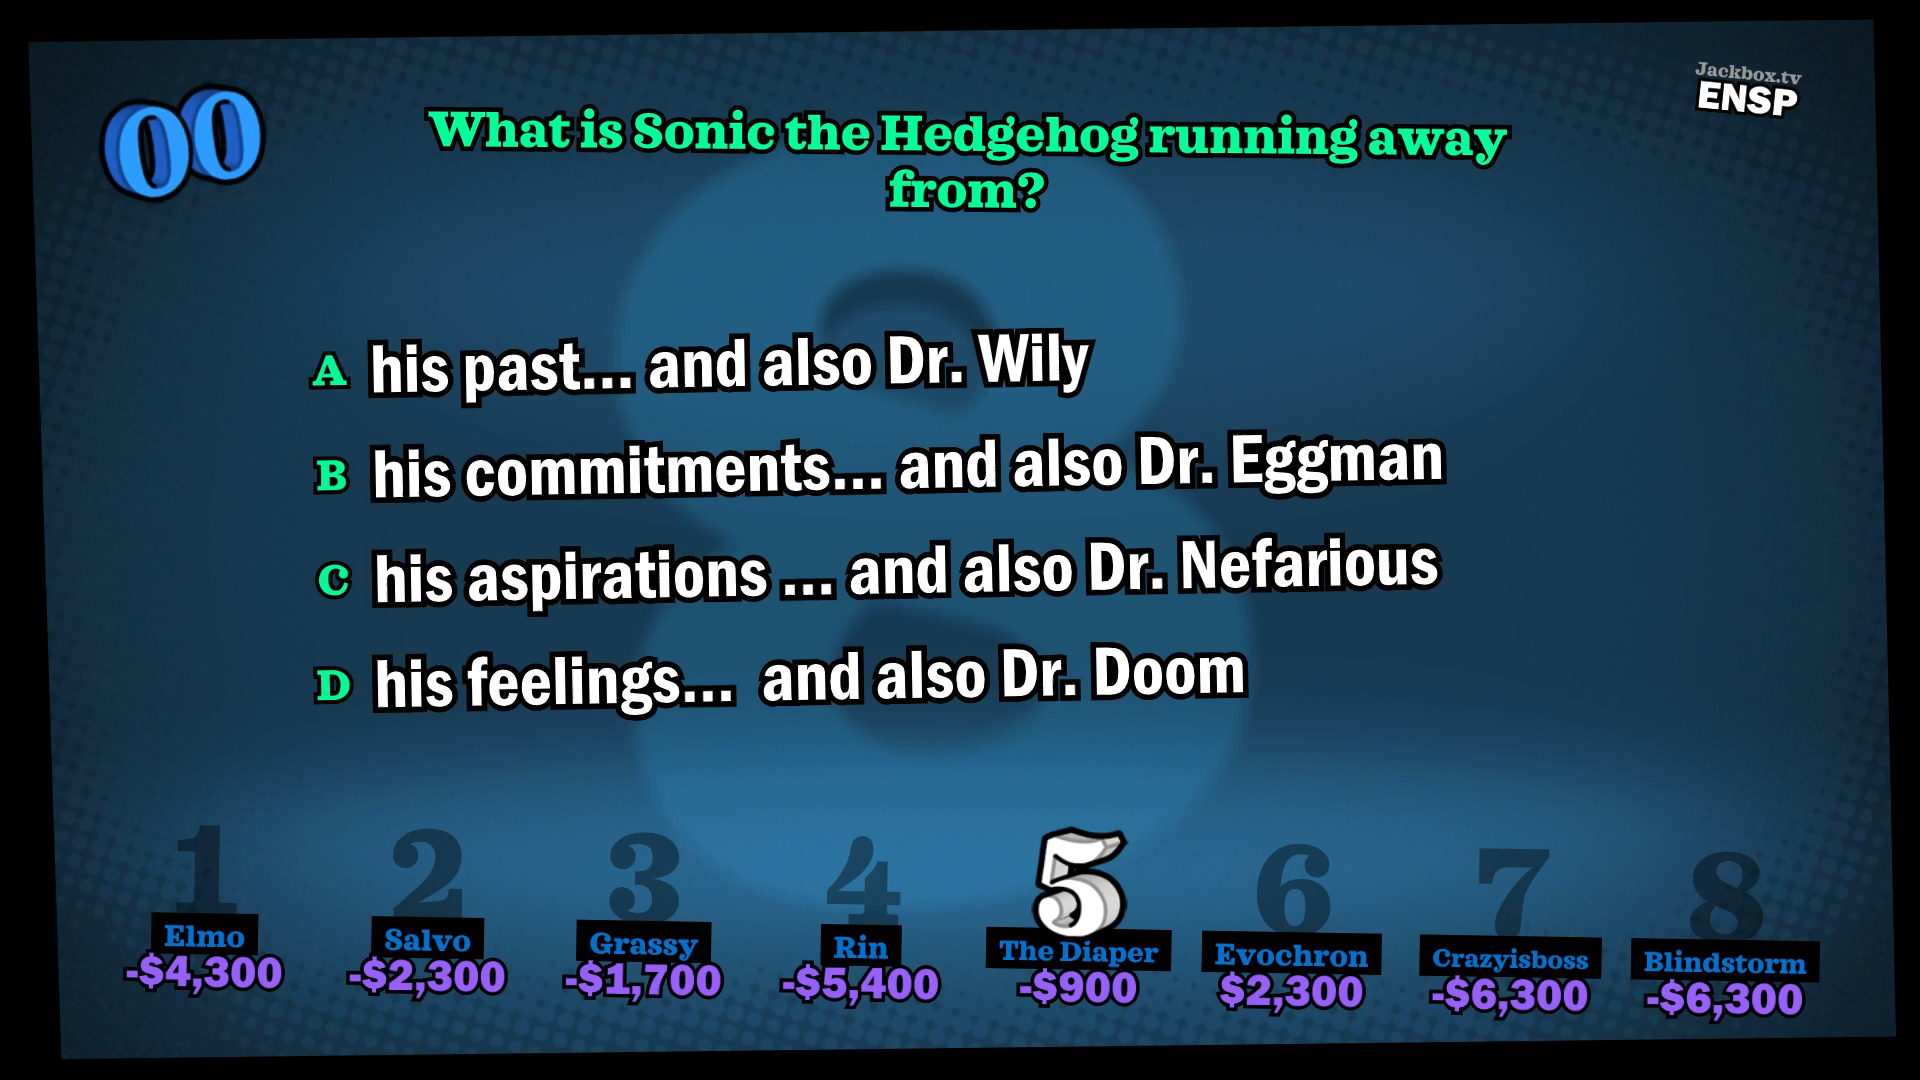 00
Jackbox.tv
ENSP
What is Sonic the Hedgehog running away
from?
A his past... and also Dr. Wily
B his commitments... and also Dr. Eggman
C his aspirations ... and also Dr. Nefarious
D his feelings... and also Dr. Doom
8
1 2 3 4 5 6 7 8
Elmo Salvo Grassy Rin The Diaper Evochron Crazyisboss Blindstorm
-$4,300 -$2,300 -$1,700 -$5,400 -$900 $2,300 -$6,300 -$6,300